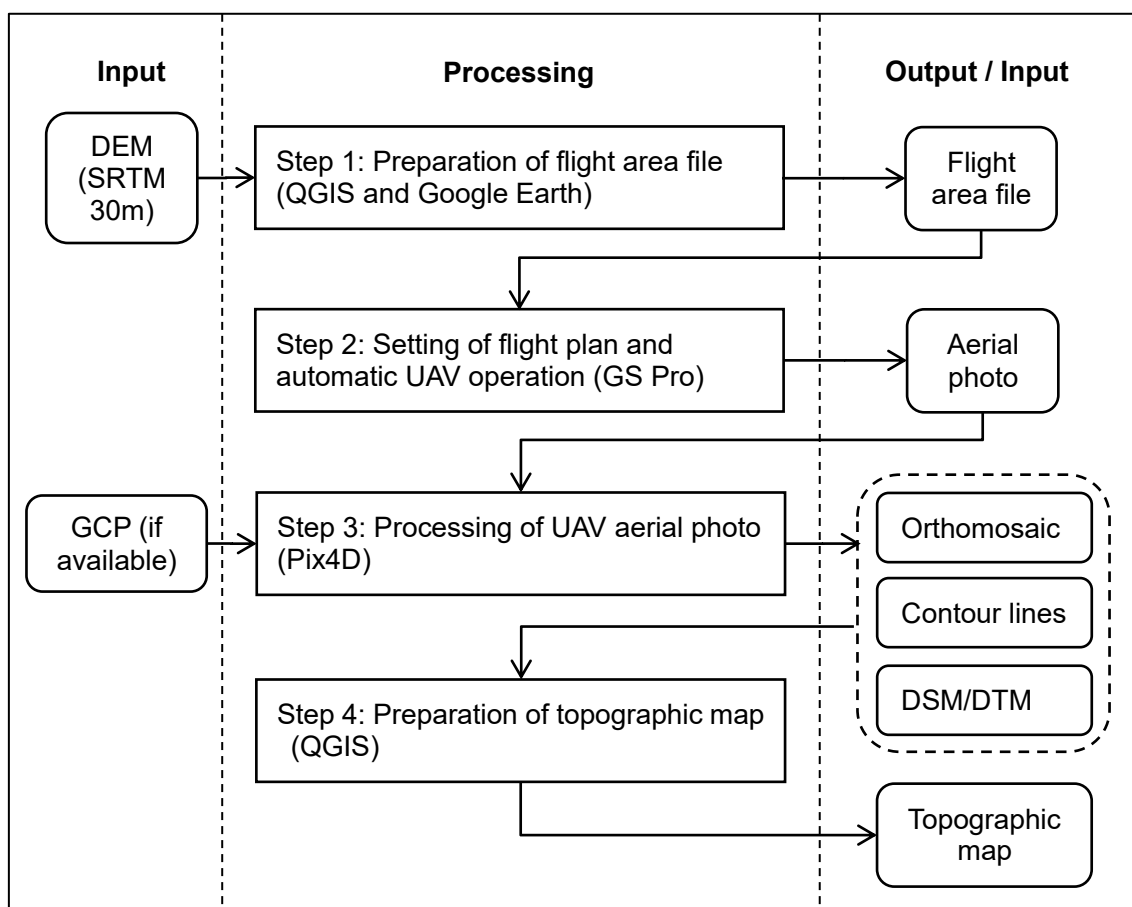 Input
Processing
Output / Input
DEM
(SRTM
30m)
Step 1: Preparation of flight area file
(QGIS and Google Earth)
Flight
area file
Step 2: Setting of flight plan and
automatic UAV operation (GS Pro)
Aerial
photo
GCP (if
available)
Step 3: Processing of UAV aerial photo
(Pix4D)
Orthomosaic
Contour lines
DSM/DTM
Step 4: Preparation of topographic map
(QGIS)
Topographic
map